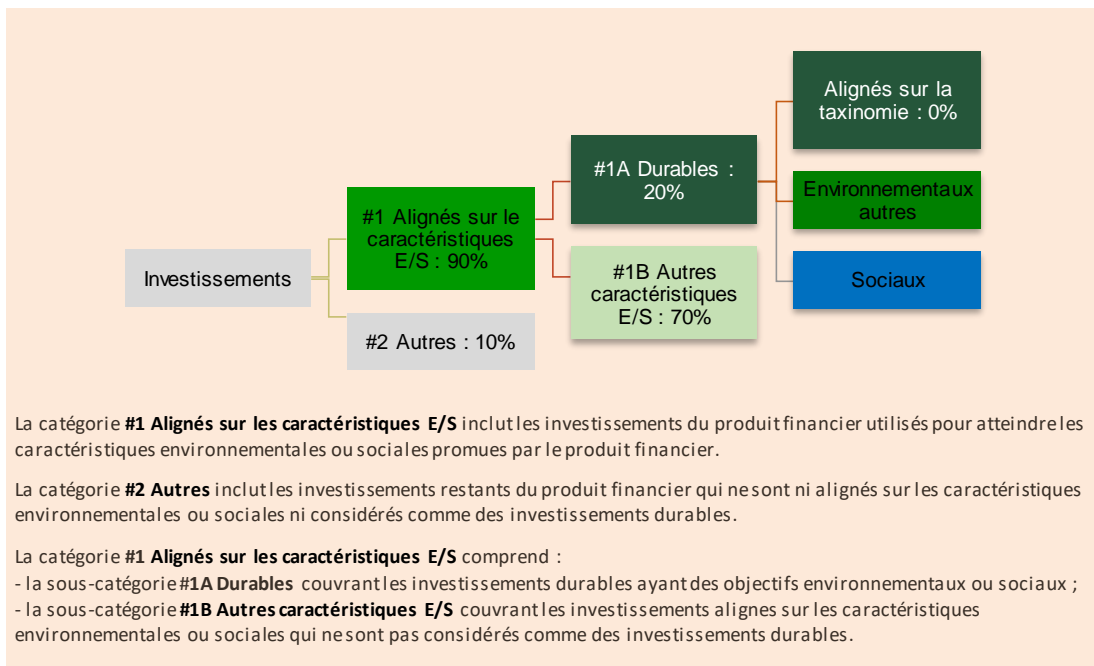 Investissements
#1 Alignés sur le
caractéristiques
E/S : 90%
#2 Autres : 10%
#1A Durables :
20%
#1B Autres
caractéristiques
E/S : 70%
Alignés sur la
taxinomie : 0%
Environnementaux
autres
Sociaux
La catégorie #1 Alignés sur les caractéristiques E/S inclut les investissements du produit financier utilisés pour atteindre les
caractéristiques environnementales ou sociales promues par le produit financier.
La catégorie #2 Autres inclut les investissements restants du produit financier qui ne sont ni alignés sur les caractéristiques
environnementales ou sociales ni considérés comme des investissements durables.
La catégorie #1 Alignés sur les caractéristiques E/S comprend :
- la sous-catégorie #1A Durables couvrant les investissements durables ayant des objectifs environnementaux ou sociaux ;
- la sous-catégorie #1B Autres caractéristiques E/S couvrant les investissements alignes sur les caractéristiques
environnementales ou sociales qui ne sont pas considérés comme des investissements durables.